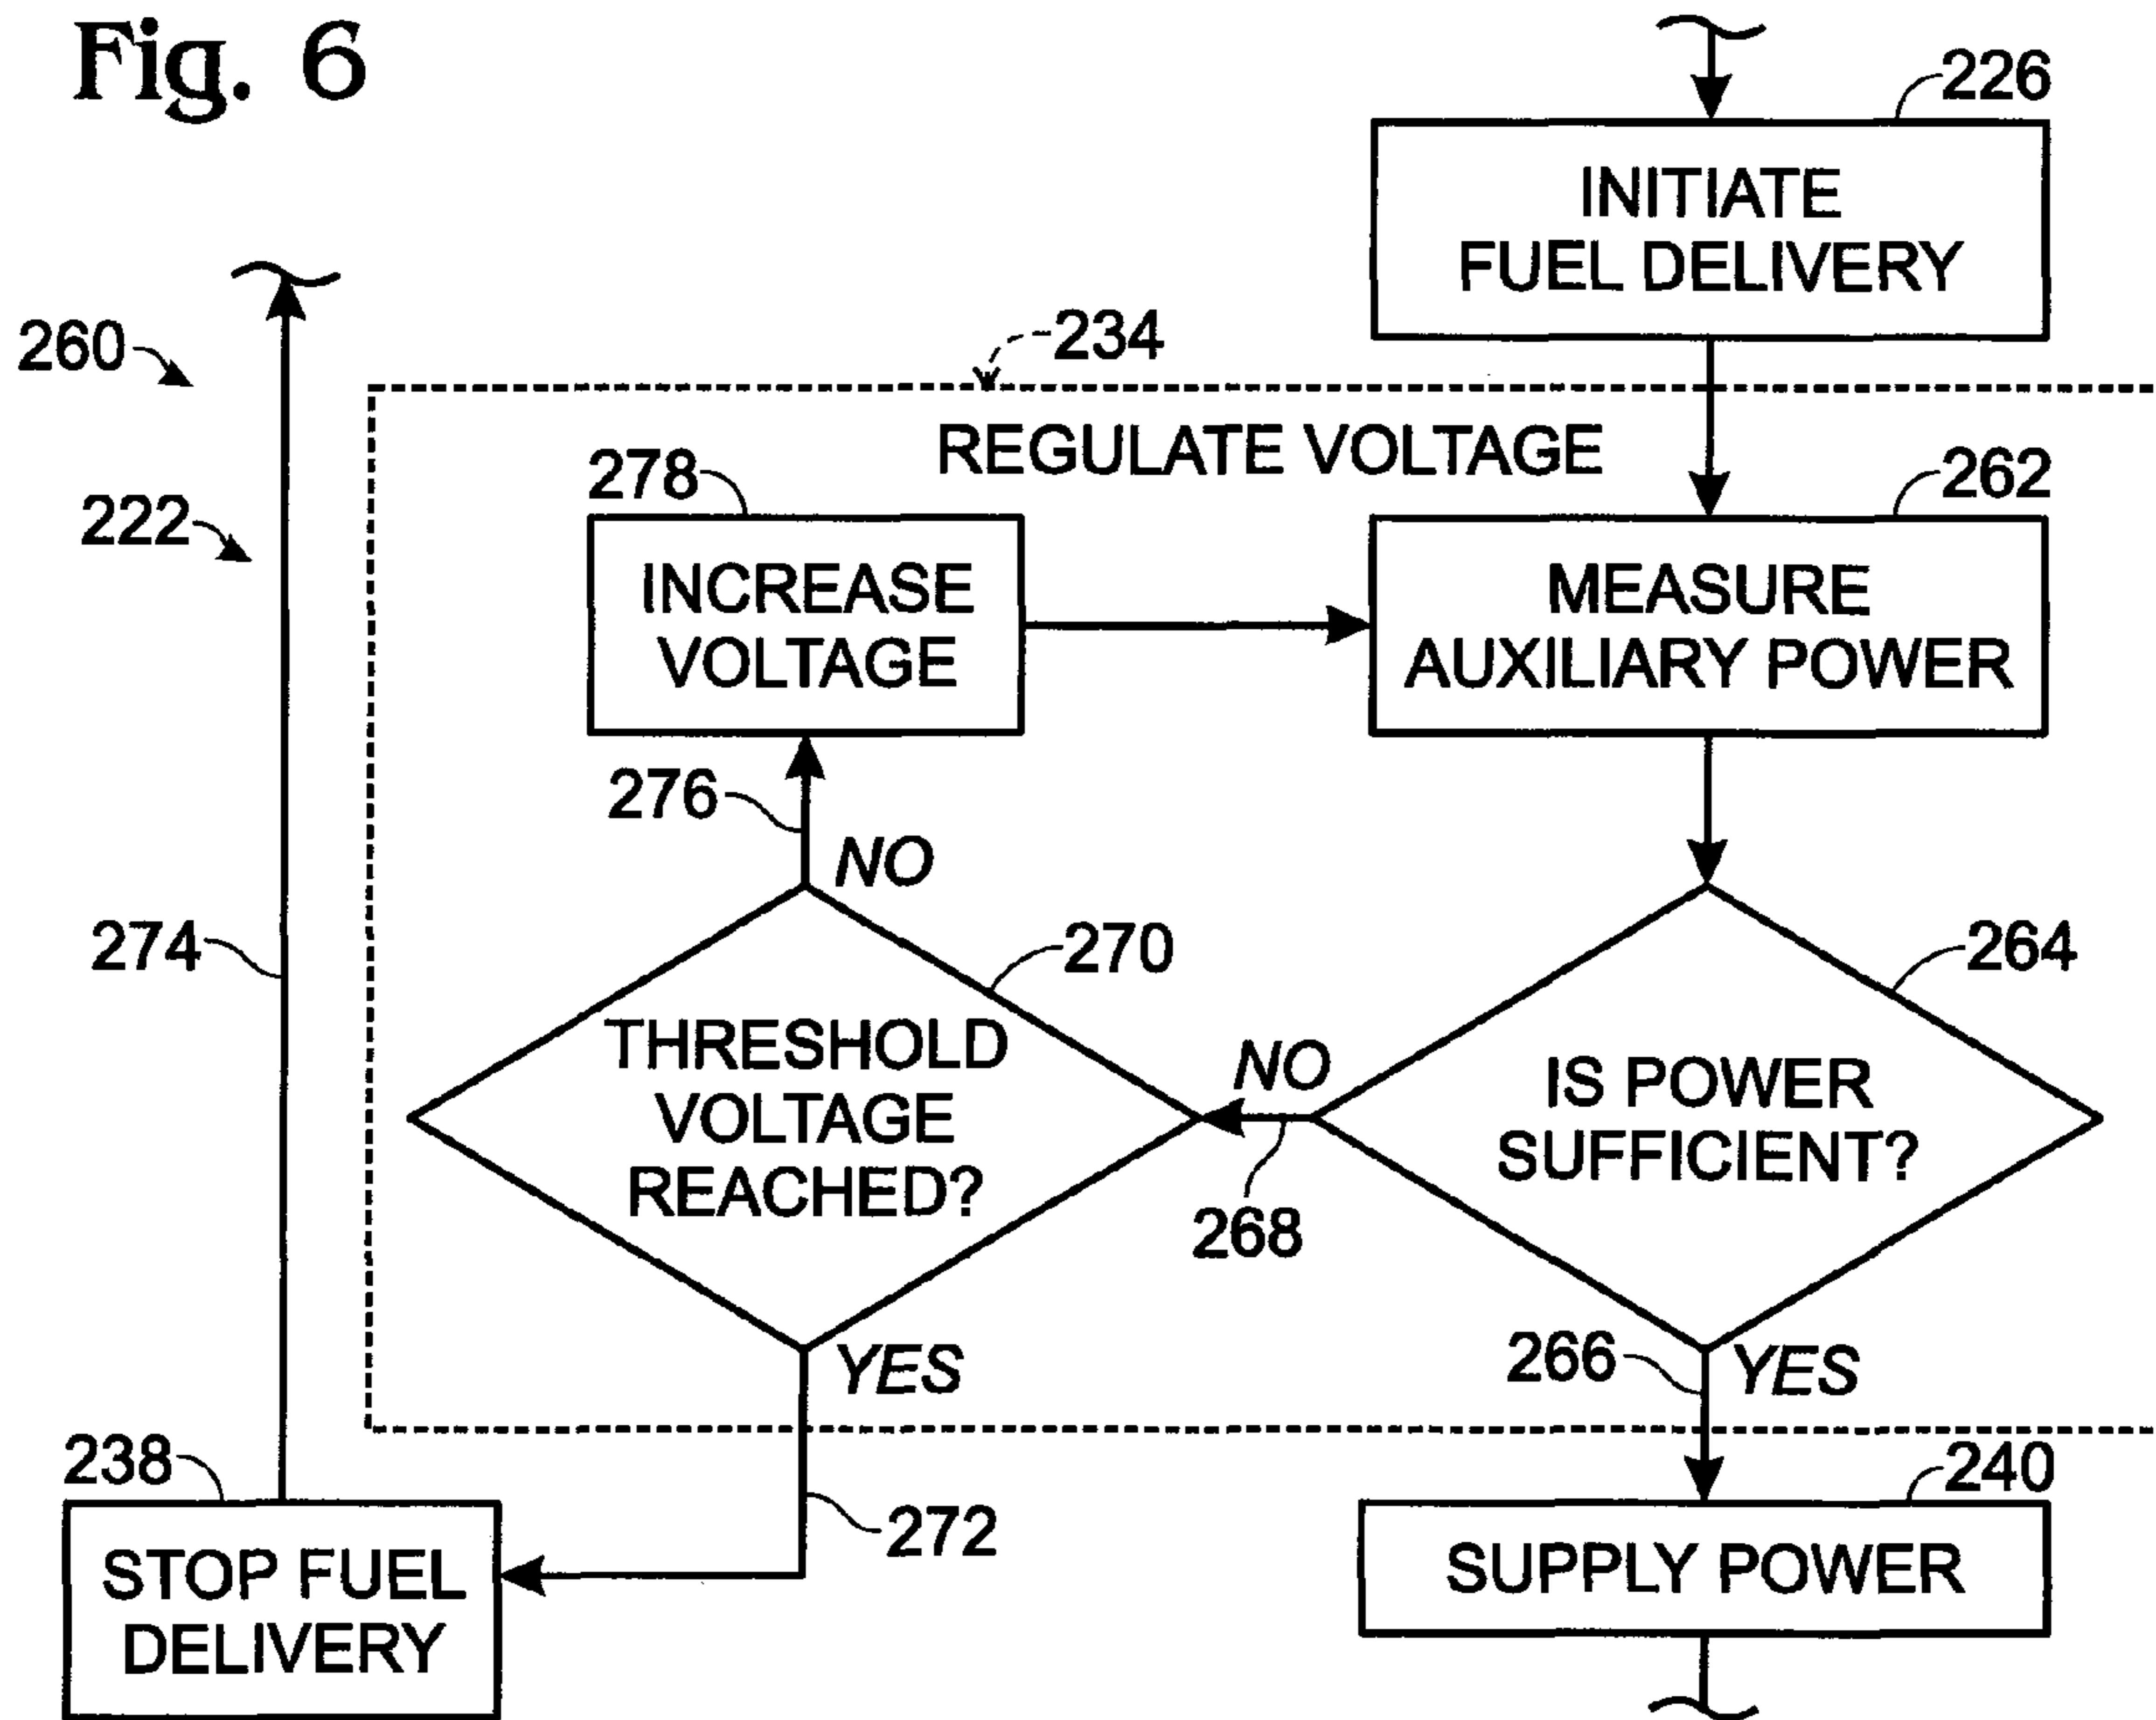 Fig. 6
226
INITIATE
FUEL DELIVERY
260
234
REGULATE VOLTAGE
222
278
262
INCREASE
VOLTAGE
MEASURE
AUXILIARY POWER
276
NO
274
270
264
THRESHOLD
VOLTAGE
REACHED?
NO
268
IS POWER
SUFFICIENT?
YES
266
YES
238
272
240
STOP FUEL
DELIVERY
SUPPLY POWER